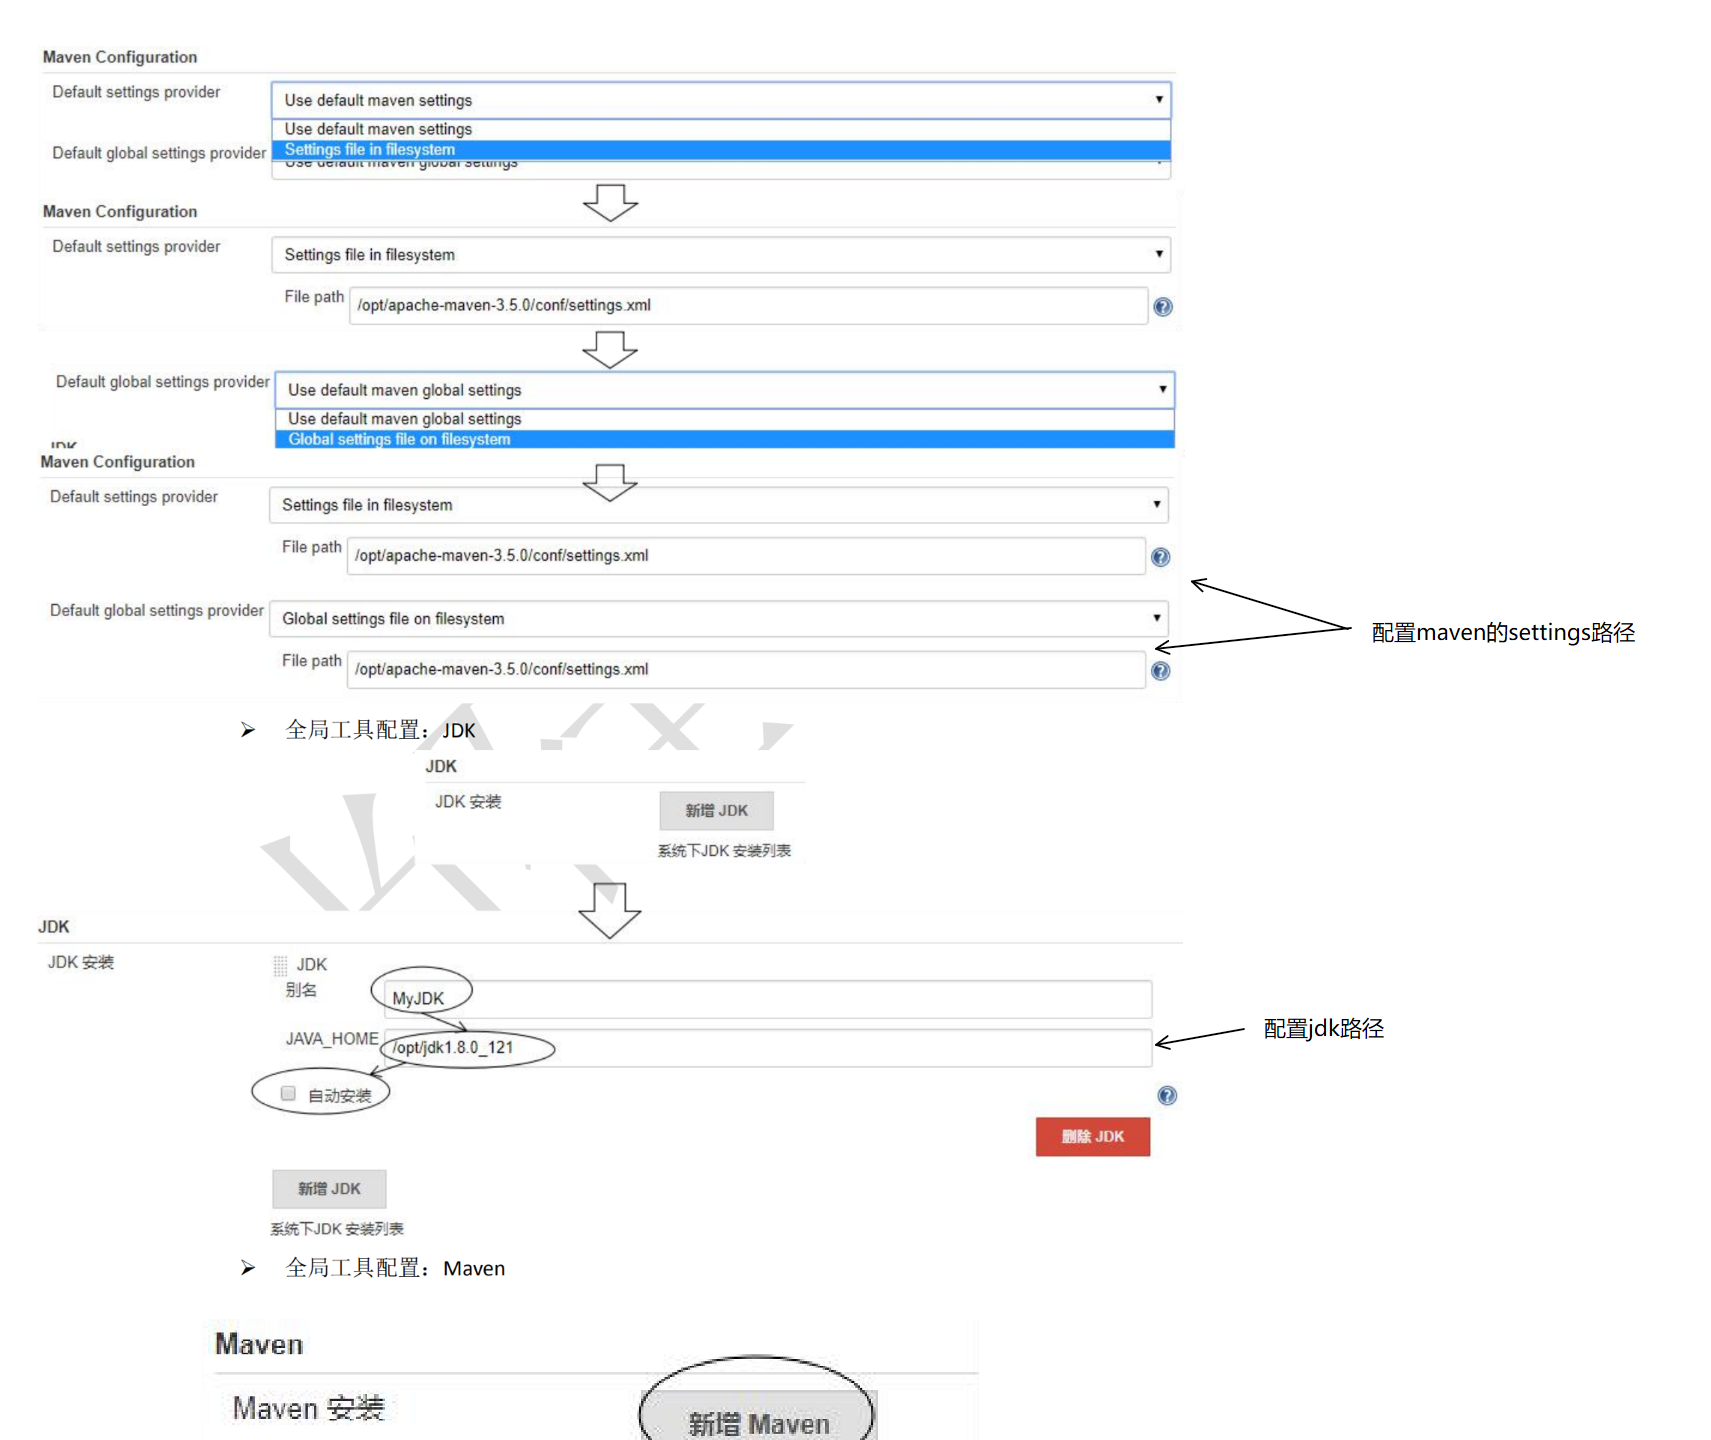 Maven Configuration
Default settings provider
Use default maven settings
Use default maven settings
Settings file in filesystem
Default global settings provider
Use default maven global settings
Maven Configuration
Default settings provider
Settings file in filesystem
File path
/opt/apache-maven-3.5.0/conf/settings.xml
Default global settings provider
Use default maven global settings
Use default maven global settings
Global settings file on filesystem
JDK
Maven Configuration
Default settings provider
Settings file in filesystem
File path
/opt/apache-maven-3.5.0/conf/settings.xml
Default global settings provider
Global settings file on filesystem
配置maven的settings路径
File path
/opt/apache-maven-3.5.0/conf/settings.xml
➢ 全局工具配置：JDK
JDK
JDK 安装
新增 JDK
系统下JDK 安装列表
JDK
JDK 安装
JDK
别名
MyJDK
JAVA_HOME
/opt/jdk1.8.0_121
配置jdk路径
自动安装
删除 JDK
新增 JDK
系统下JDK 安装列表
➢ 全局工具配置：Maven
Maven
Maven 安装
新增 Maven